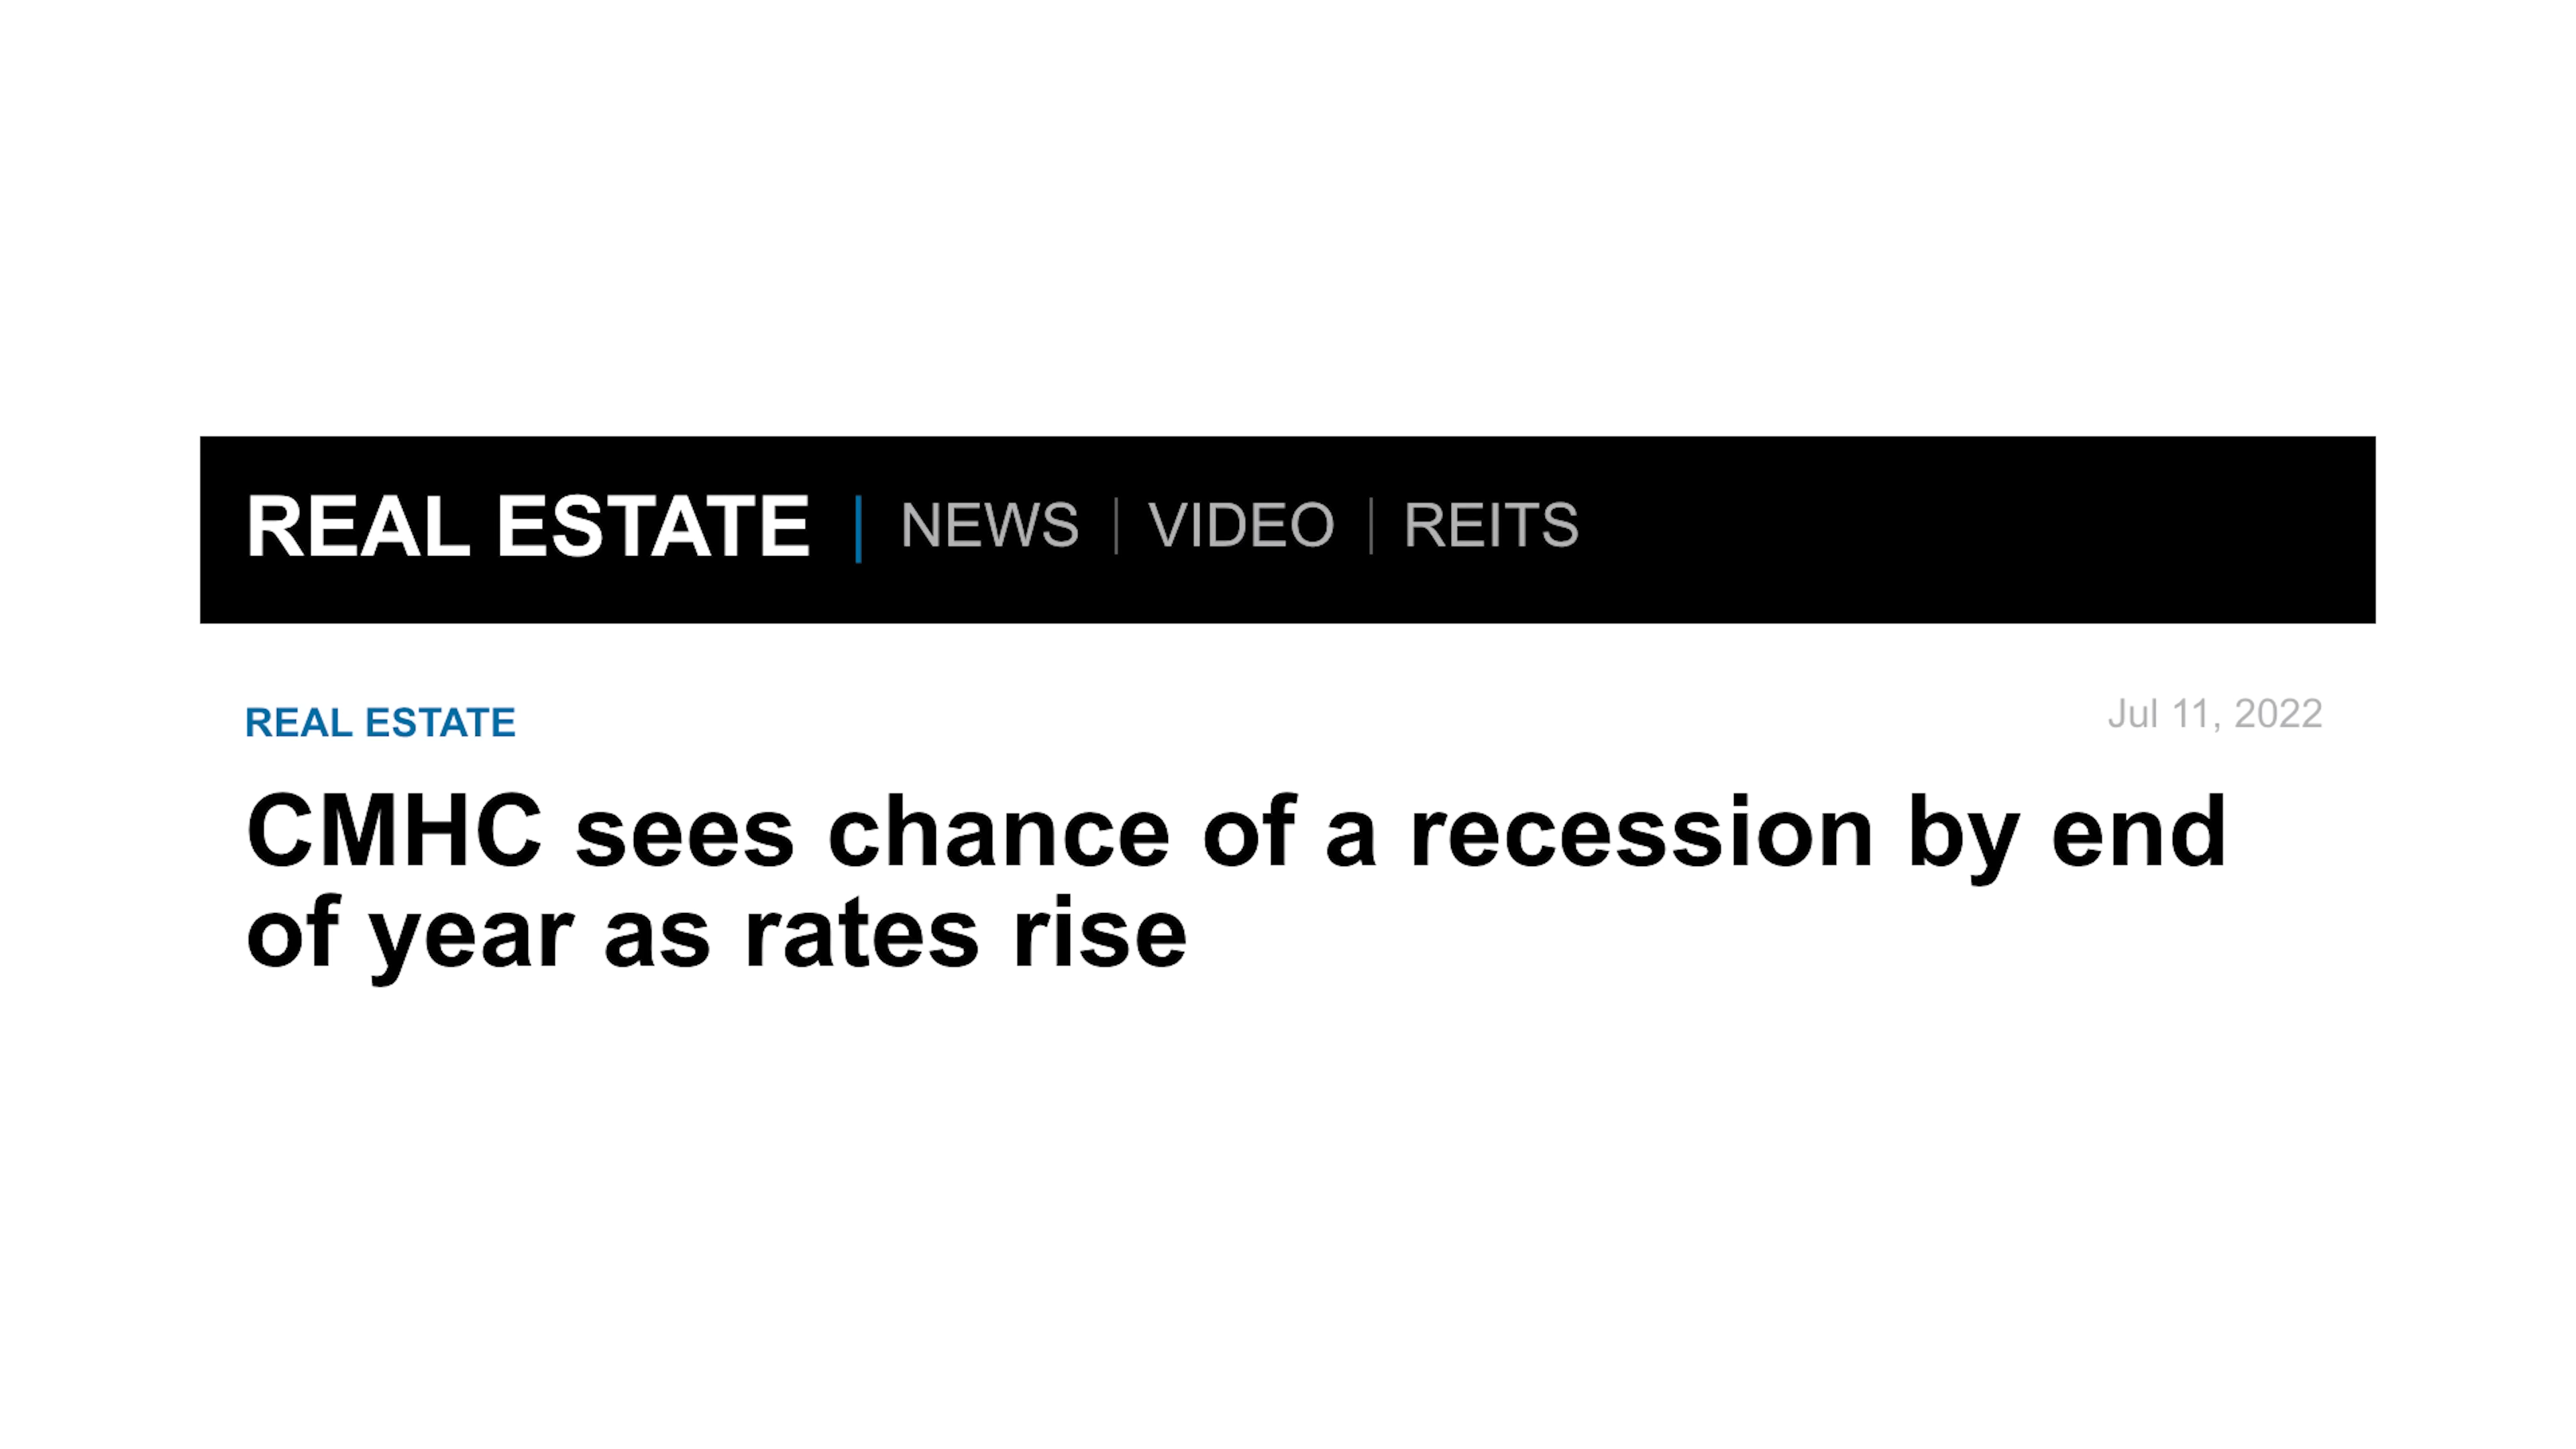 REAL ESTATE | NEWS | VIDEO | REITS
REAL ESTATE
Jul 11, 2022
CMHC sees chance of a recession by end
of year as rates rise